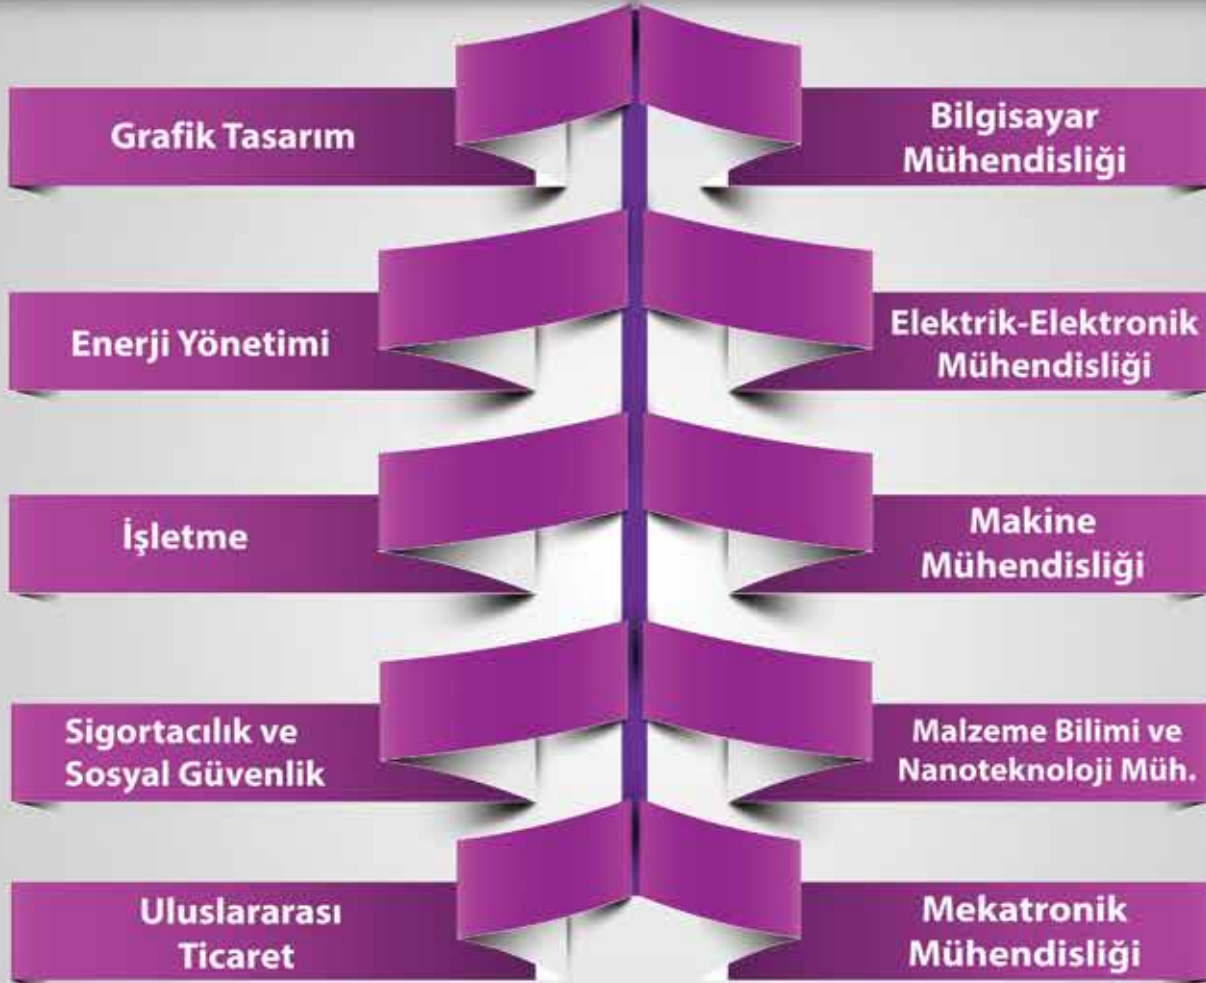 Grafik Tasarım
Bilgisayar
Mühendisliği
Enerji Yönetimi
Elektrik-Elektronik
Mühendisliği
İşletme
Makine
Mühendisliği
Sigortacılık ve
Sosyal Güvenlik
Malzeme Bilimi ve
Nanoteknoloji Müh.
Uluslararası
Ticaret
Mekatronik
Mühendisliği